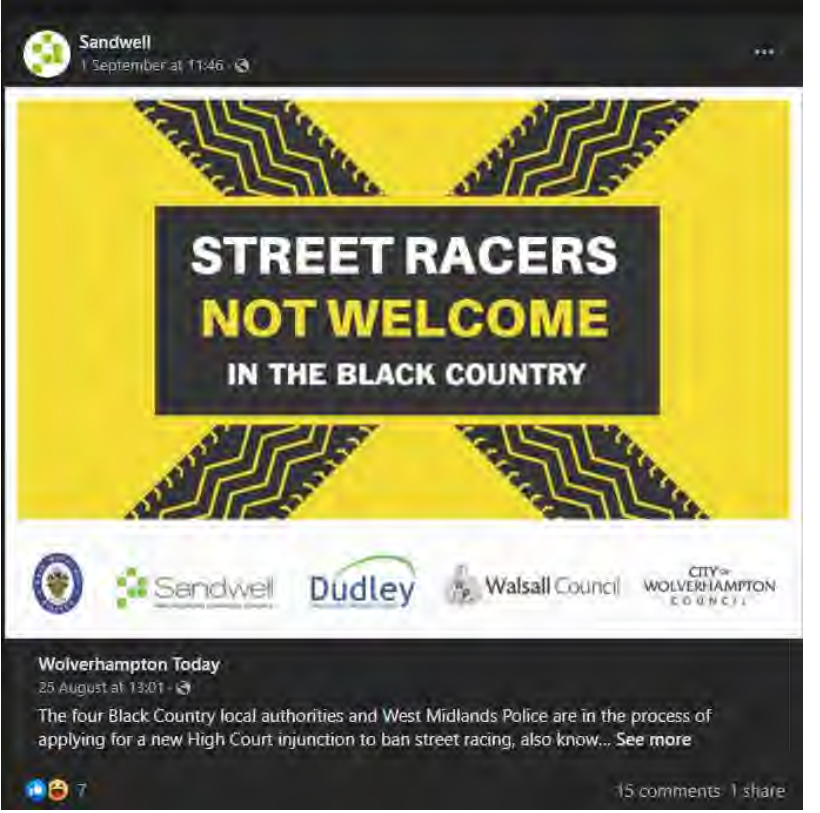 Sandwell
1 September at 11:46
STREET RACERS
NOT WELCOME
IN THE BLACK COUNTRY
Sandwell
Dudley
Walsall Council
CITY OF
WOLVERHAMPTON
COUNCIL
Wolverhampton Today
25 August at 13:01
The four Black Country local authorities and West Midlands Police are in the process of
applying for a new High Court injunction to ban street racing, also know... See more
7
15 comments 1 share